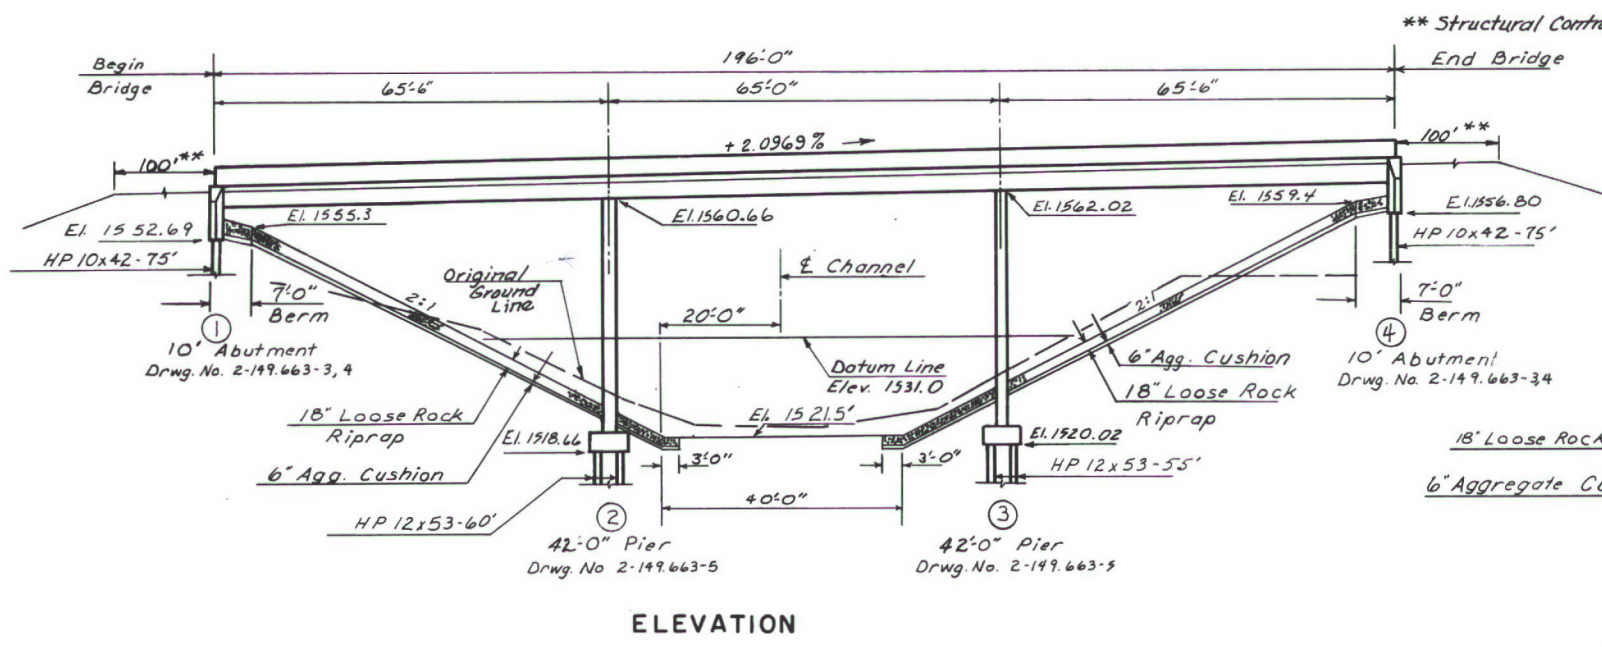 ** Structural
Begin
Bridge
196'-0"
End Bridge
65'-6"
65'-0"
65'-6"
100' **
+2.0969%
100' **
El. 1555.3
El. 1560.66
El. 1562.02
El. 1559.4
El. 1552.69
El. 1556.80
HP 10x42-75'
HP 10x42-75'
Original
Ground
Line
℄ Channel
2:1
2:1
7'-0"
Berm
7'-0"
Berm
20'-0"
1
10' Abutment
Drwg. No. 2-149.663-3,4
Datum Line
Elev. 1531.0
6" Agg. Cushion
4
10' Abutment
Drwg. No. 2-149.663-3,4
18" Loose Rock
Riprap
El. 1521.5'
18" Loose Rock
Riprap
El. 1518.66
El. 1520.02
18" Loose Rock
6" Agg. Cushion
3'-0"
3'-0"
HP 12x53-55'
6" Aggregate
40'-0"
HP 12x53-60'
2
42'-0" Pier
Drwg. No 2-149.663-5
3
42'-0" Pier
Drwg. No. 2-149.663-5
ELEVATION